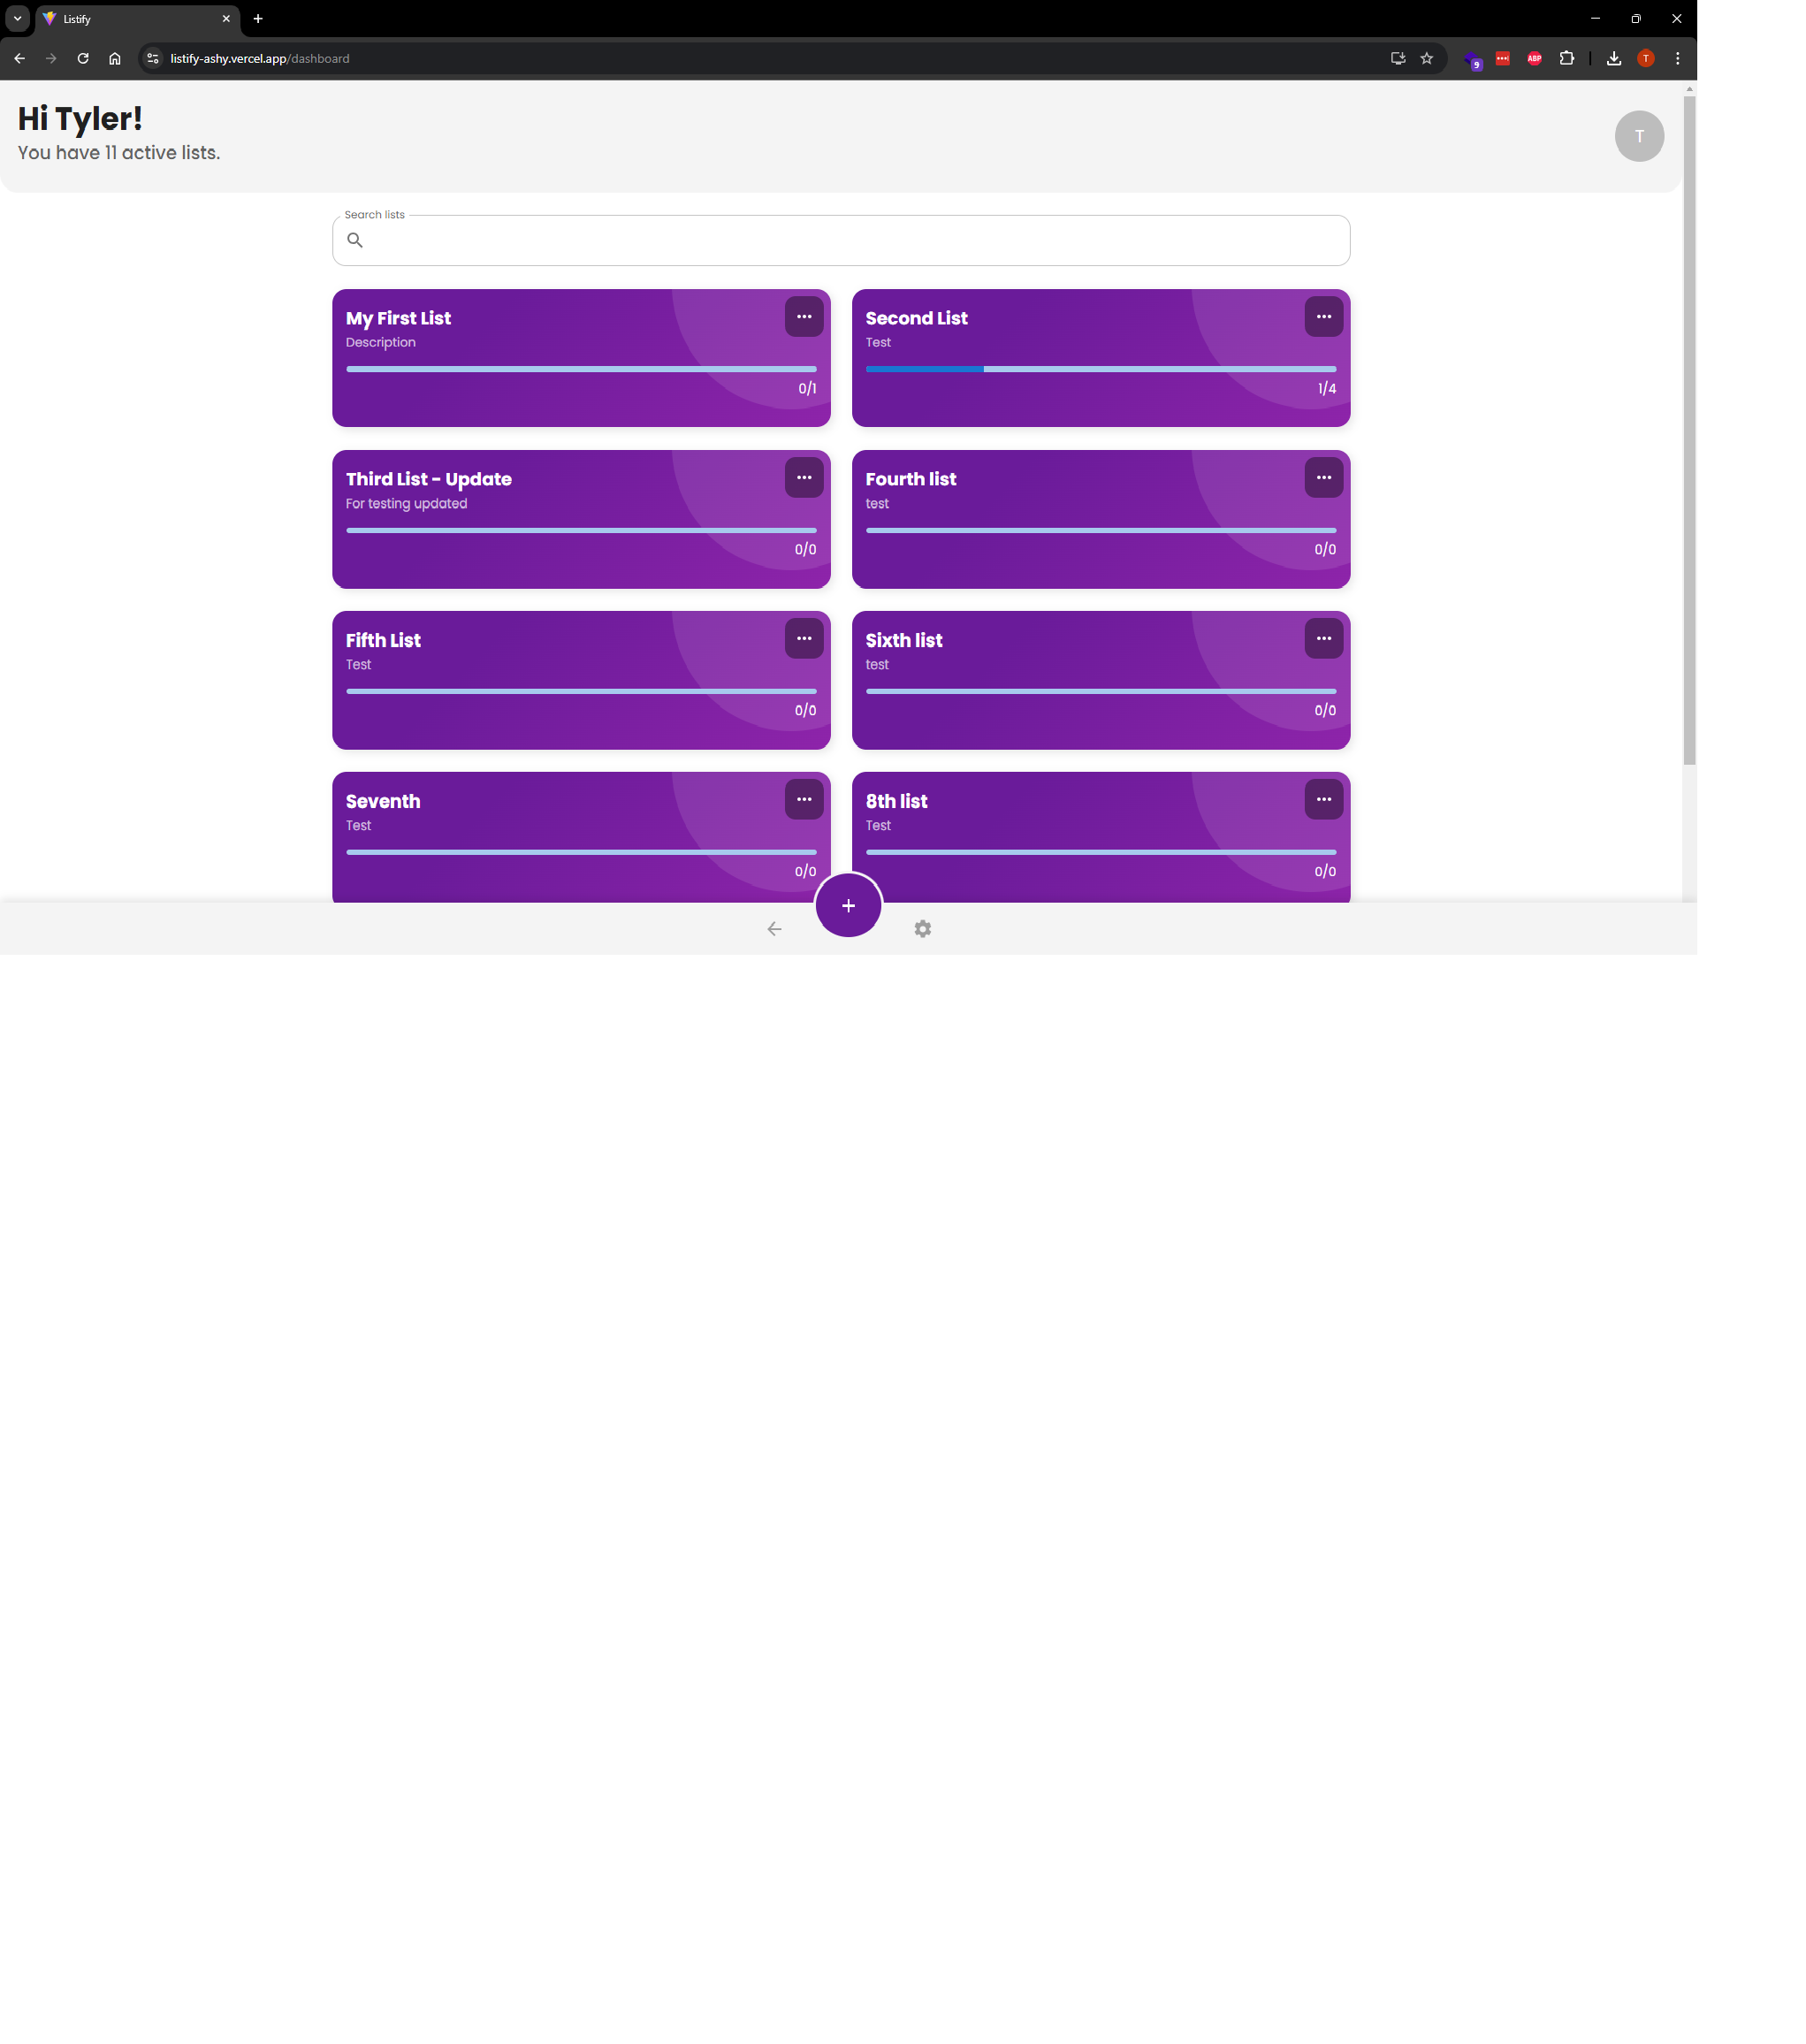 Listify
listify-ashy.vercel.app/dashboard
9
ABP
T
Hi Tyler!
You have 11 active lists.
T
Search lists
My First List
Description
0/1
Second List
Test
1/4
Third List - Update
For testing updated
0/0
Fourth list
test
0/0
Fifth List
Test
0/0
Sixth list
test
0/0
Seventh
Test
0/0
8th list
Test
0/0